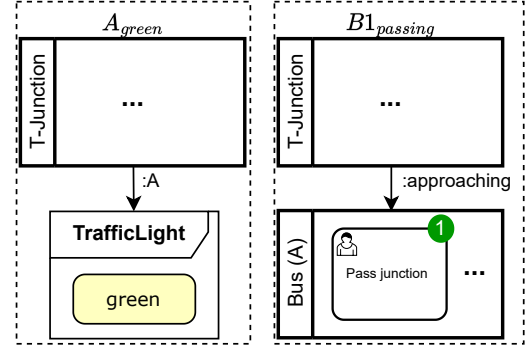 A_green
T-Junction
...
:A
TrafficLight
green
B1_passing
T-Junction
...
:approaching
Bus (A)
1
Pass junction
...